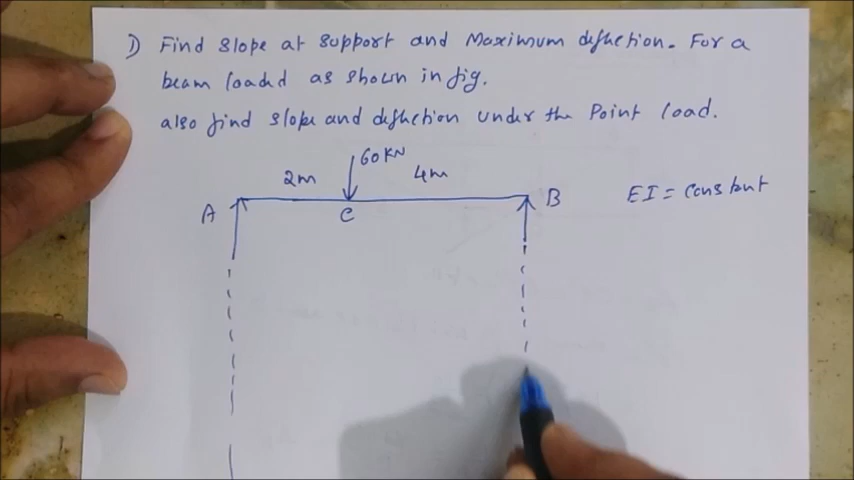 1) Find slope at support and Maximum deflection. For a
beam loaded as shown in fig.
also find slope and deflection under the Point load.
60KN
2m 4m
A C B
EI = constant